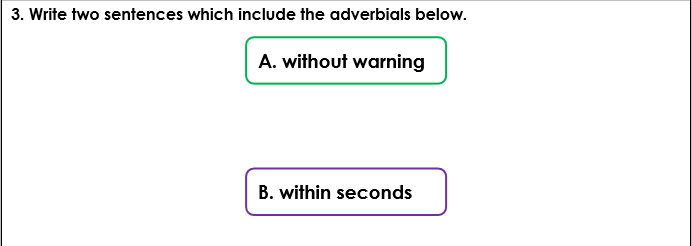 3. Write two sentences which include the adverbials below.
A. without warning
B. within seconds